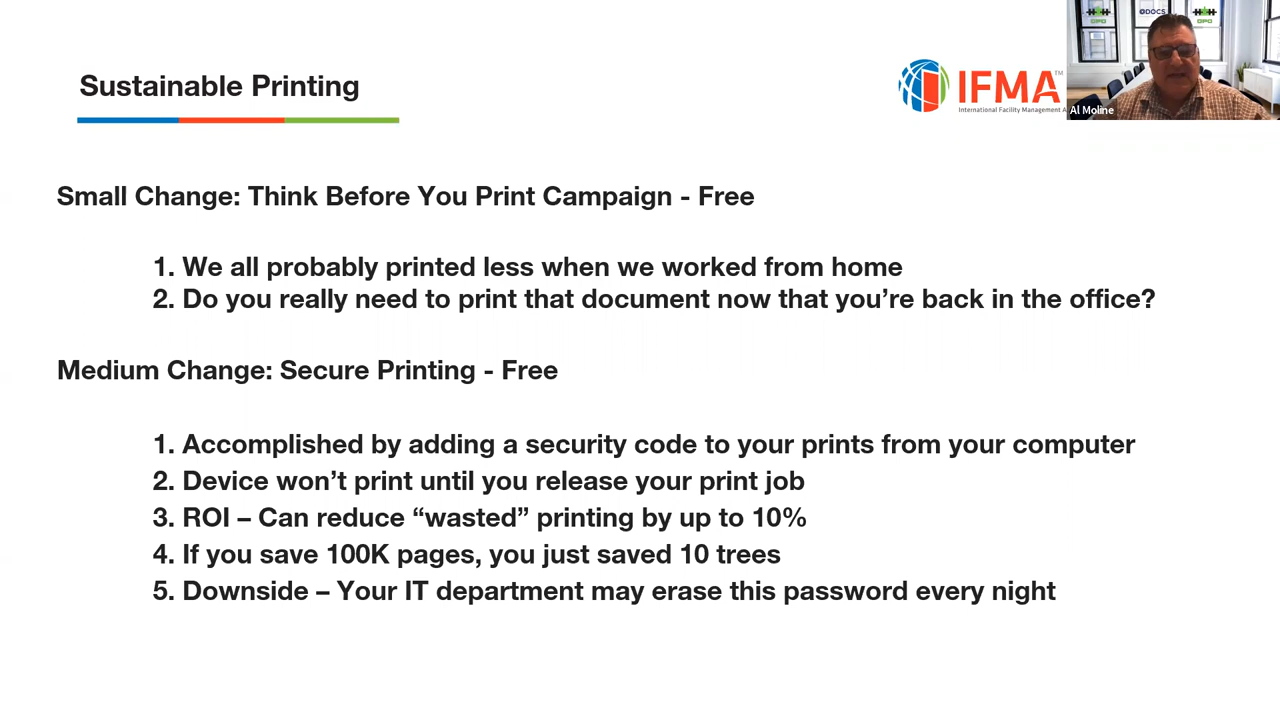 Sustainable Printing
IFMA™
International Facility Management A
DOCS
GPO
GPO
Al Moline
Small Change: Think Before You Print Campaign - Free
1. We all probably printed less when we worked from home
2. Do you really need to print that document now that you’re back in the office?
Medium Change: Secure Printing - Free
1. Accomplished by adding a security code to your prints from your computer
2. Device won’t print until you release your print job
3. ROI – Can reduce “wasted” printing by up to 10%
4. If you save 100K pages, you just saved 10 trees
5. Downside – Your IT department may erase this password every night